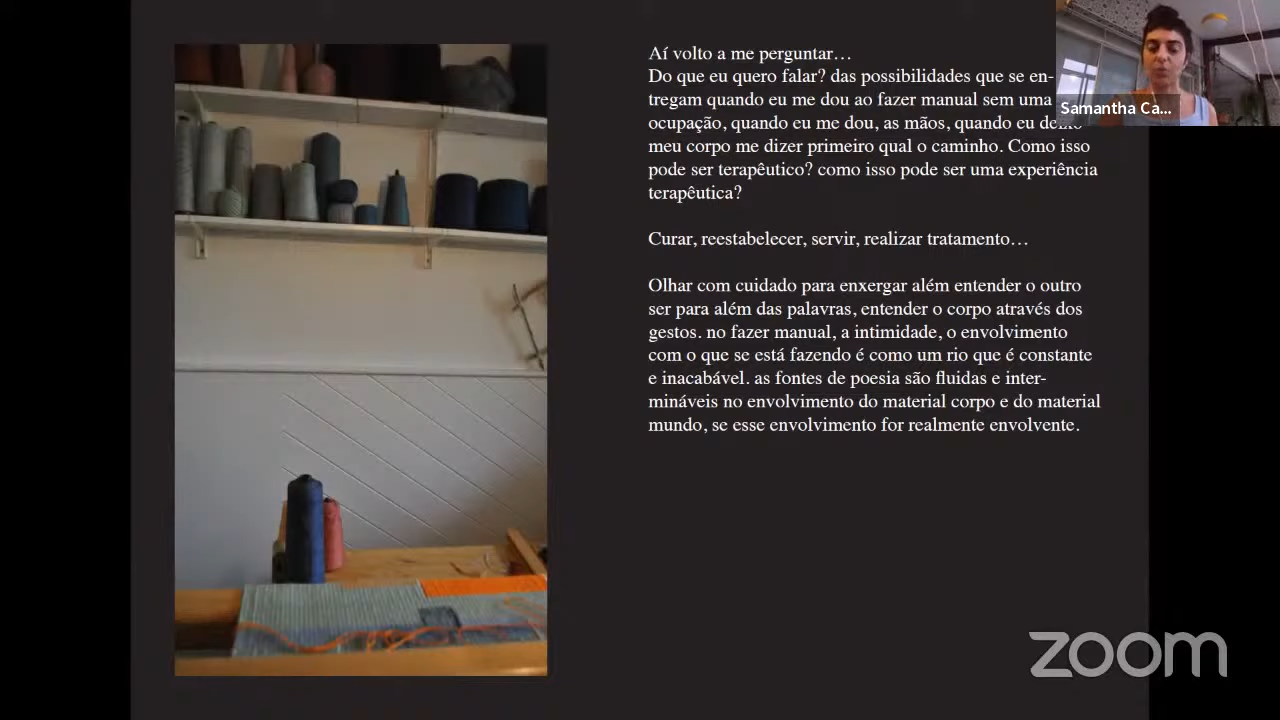 Aí volto a me perguntar…
Do que eu quero falar? das possibilidades que se en-
tregam quando eu me dou ao fazer manual sem uma
ocupação, quando eu me dou, as mãos, quando eu
meu corpo me dizer primeiro qual o caminho. Como isso
pode ser terapêutico? como isso pode ser uma experiência
terapêutica?
Curar, reestabelecer, servir, realizar tratamento…
Olhar com cuidado para enxergar além entender o outro
ser para além das palavras, entender o corpo através dos
gestos. no fazer manual, a intimidade, o envolvimento
com o que se está fazendo é como um rio que é constante
e inacabável. as fontes de poesia são fluidas e inter-
mináveis no envolvimento do material corpo e do material
mundo, se esse envolvimento for realmente envolvente.
Samantha Ca...
zoom